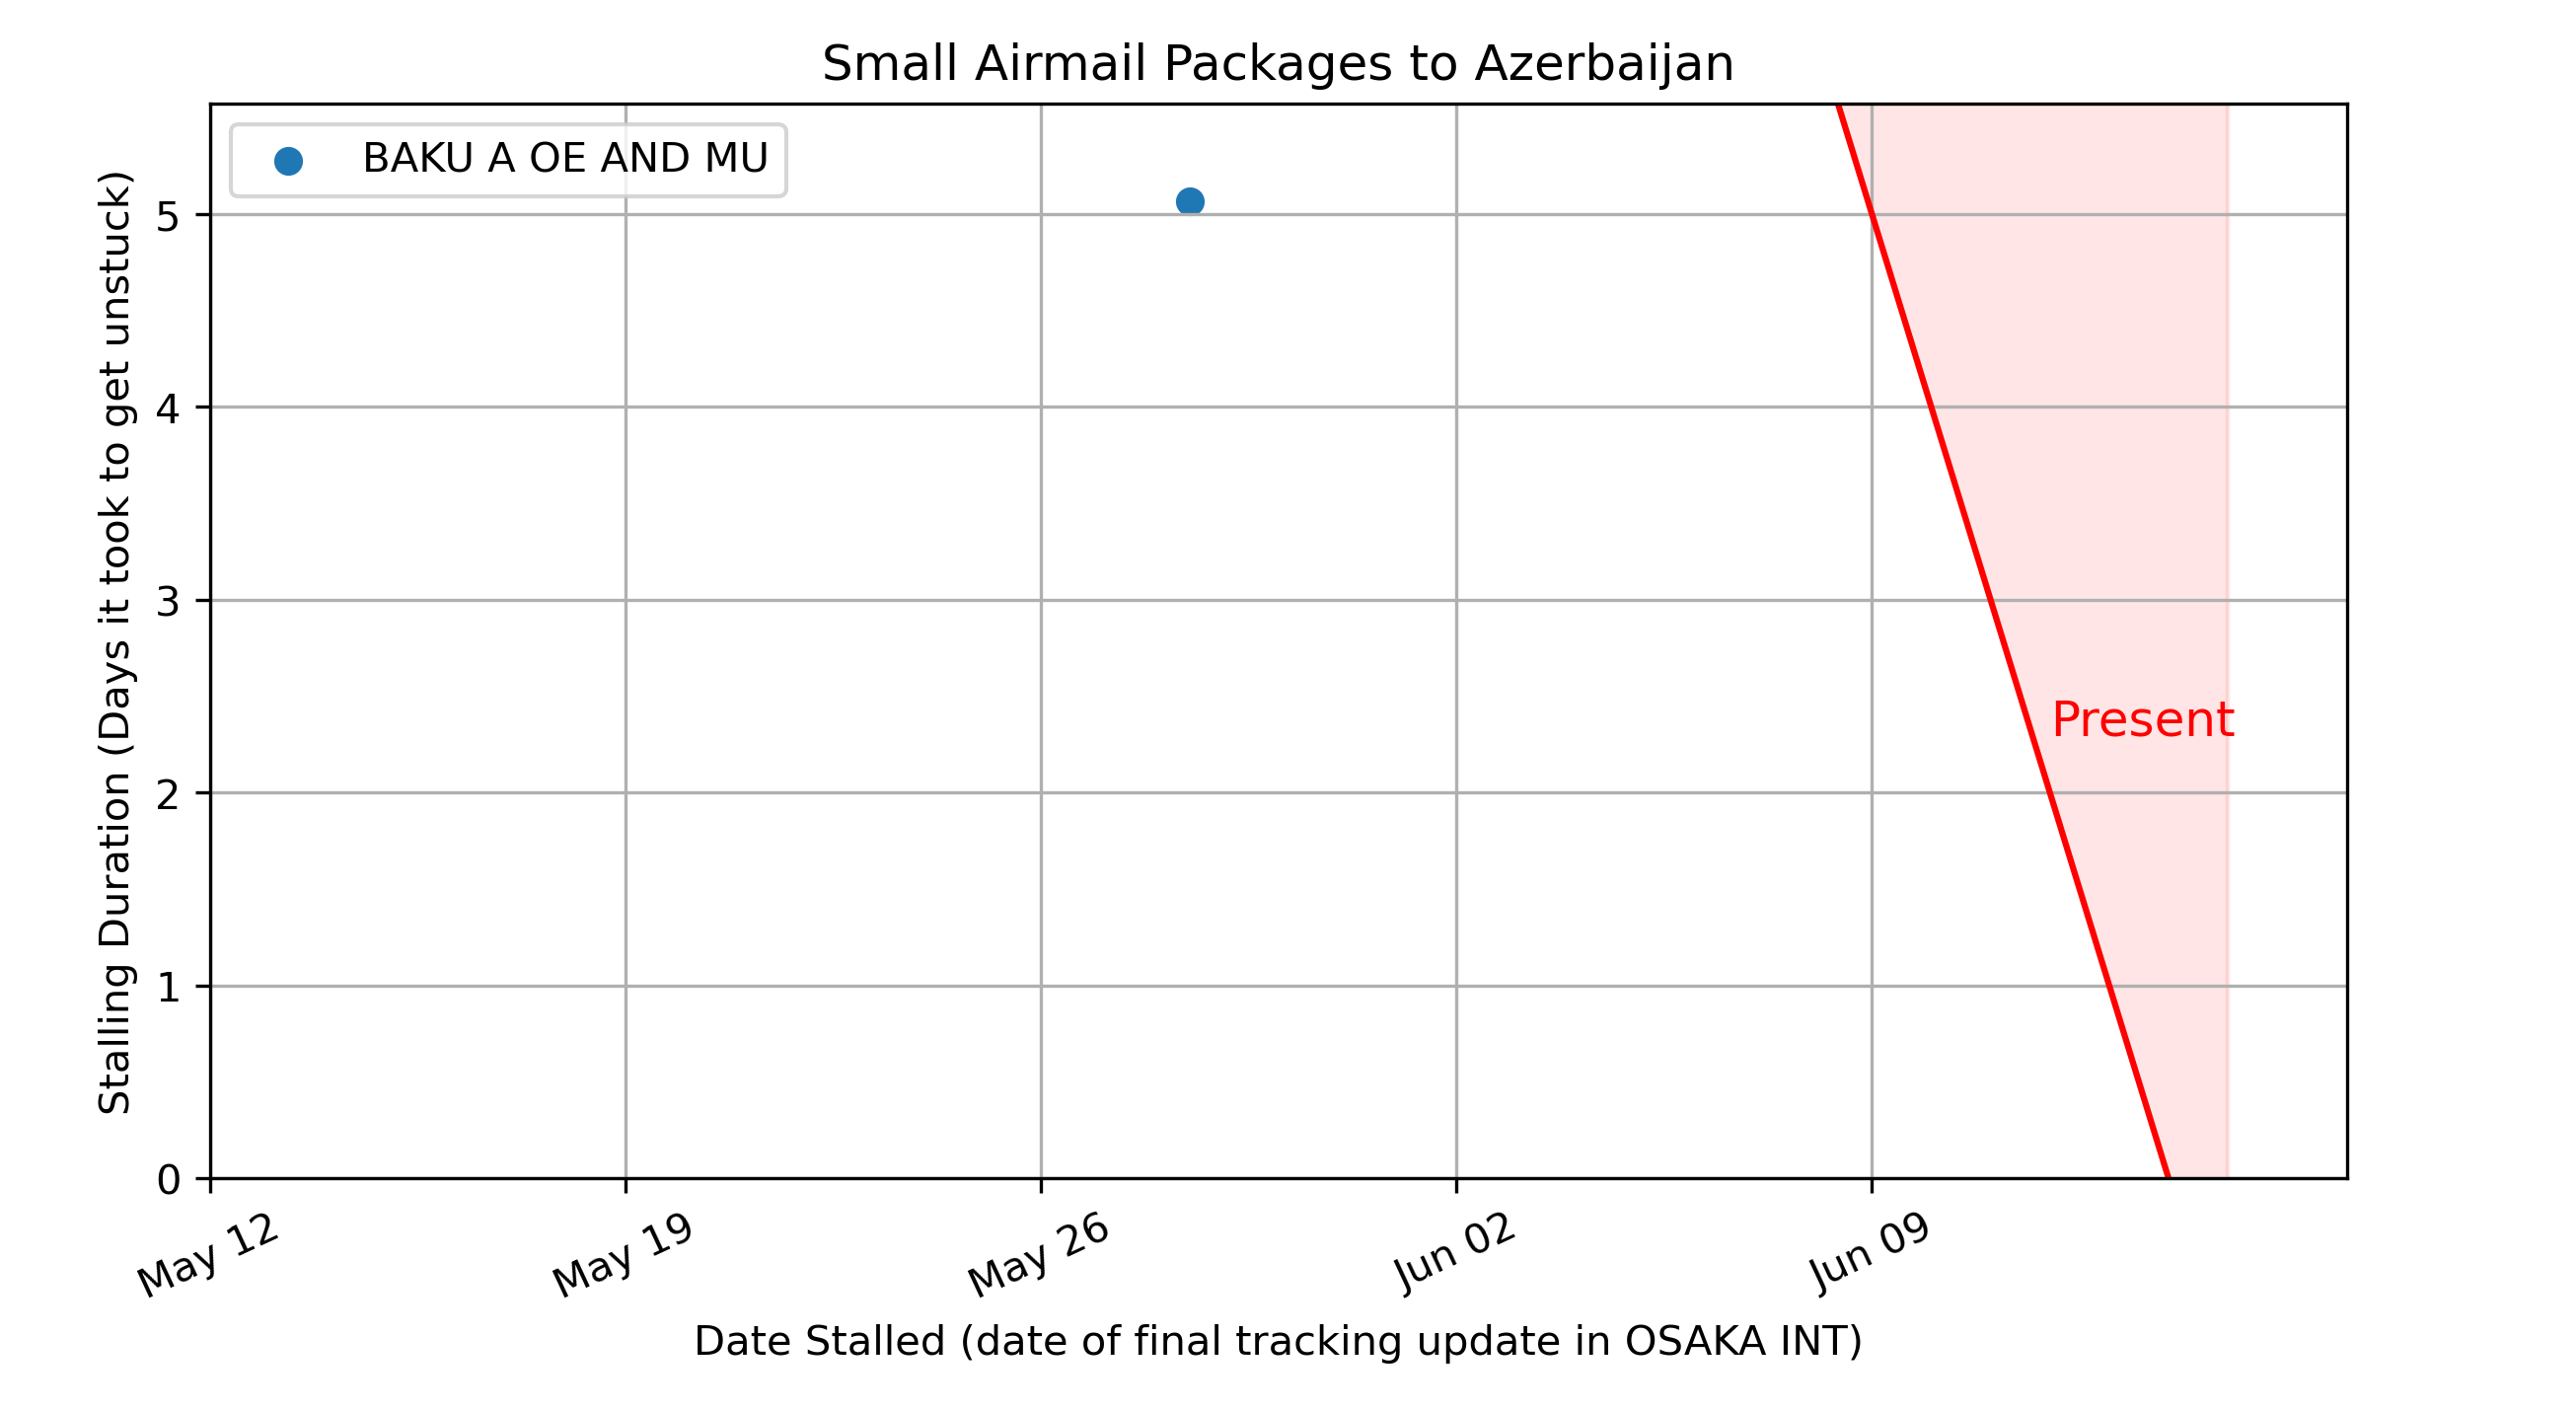 Small Airmail Packages to Azerbaijan
BAKU A OE AND MU
Stalling Duration (Days it took to get unstuck)
5
4
3
2
1
0
Present
May 12
May 19
May 26
Jun 02
Jun 09
Date Stalled (date of final tracking update in OSAKA INT)